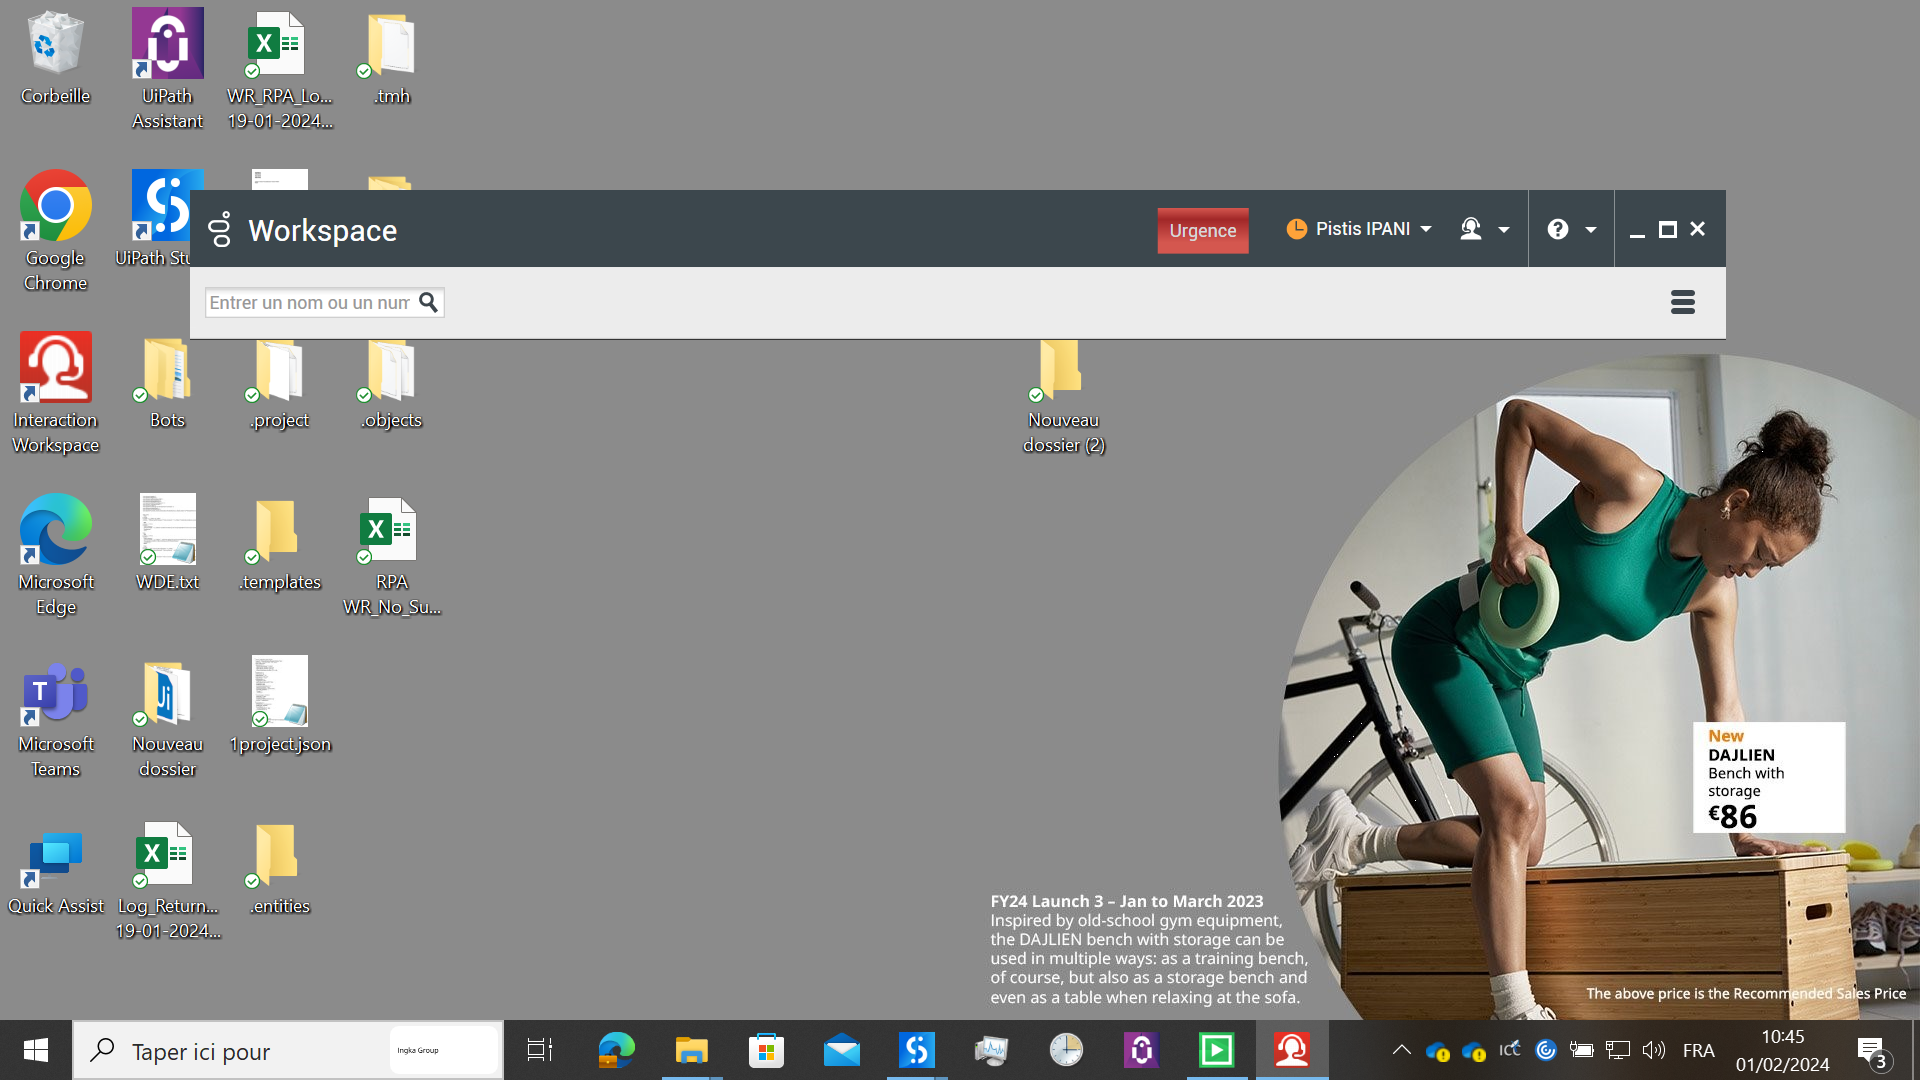 Corbeille
UiPath
Assistant
WR_RPA_Lo...
19-01-2024...
.tmh
Google
Chrome
UiPath Stu
Workspace
Urgence
Pistis IPANI
Entrer un nom ou un num
Interaction
Workspace
Bots
.project
.objects
Nouveau
dossier (2)
Microsoft
Edge
WDE.txt
.templates
RPA
WR_No_Su...
Microsoft
Teams
Nouveau
dossier
1project.json
Quick Assist
Log_Return...
19-01-2024...
.entities
New
DAJLIEN
Bench with
storage
€86
FY24 Launch 3 – Jan to March 2023
Inspired by old-school gym equipment,
the DAJLIEN bench with storage can be
used in multiple ways: as a training bench,
of course, but also as a storage bench and
even as a table when relaxing at the sofa.
The above price is the Recommended Sales Price
Taper ici pour
Ingka Group
ICC
FRA
10:45
01/02/2024
3